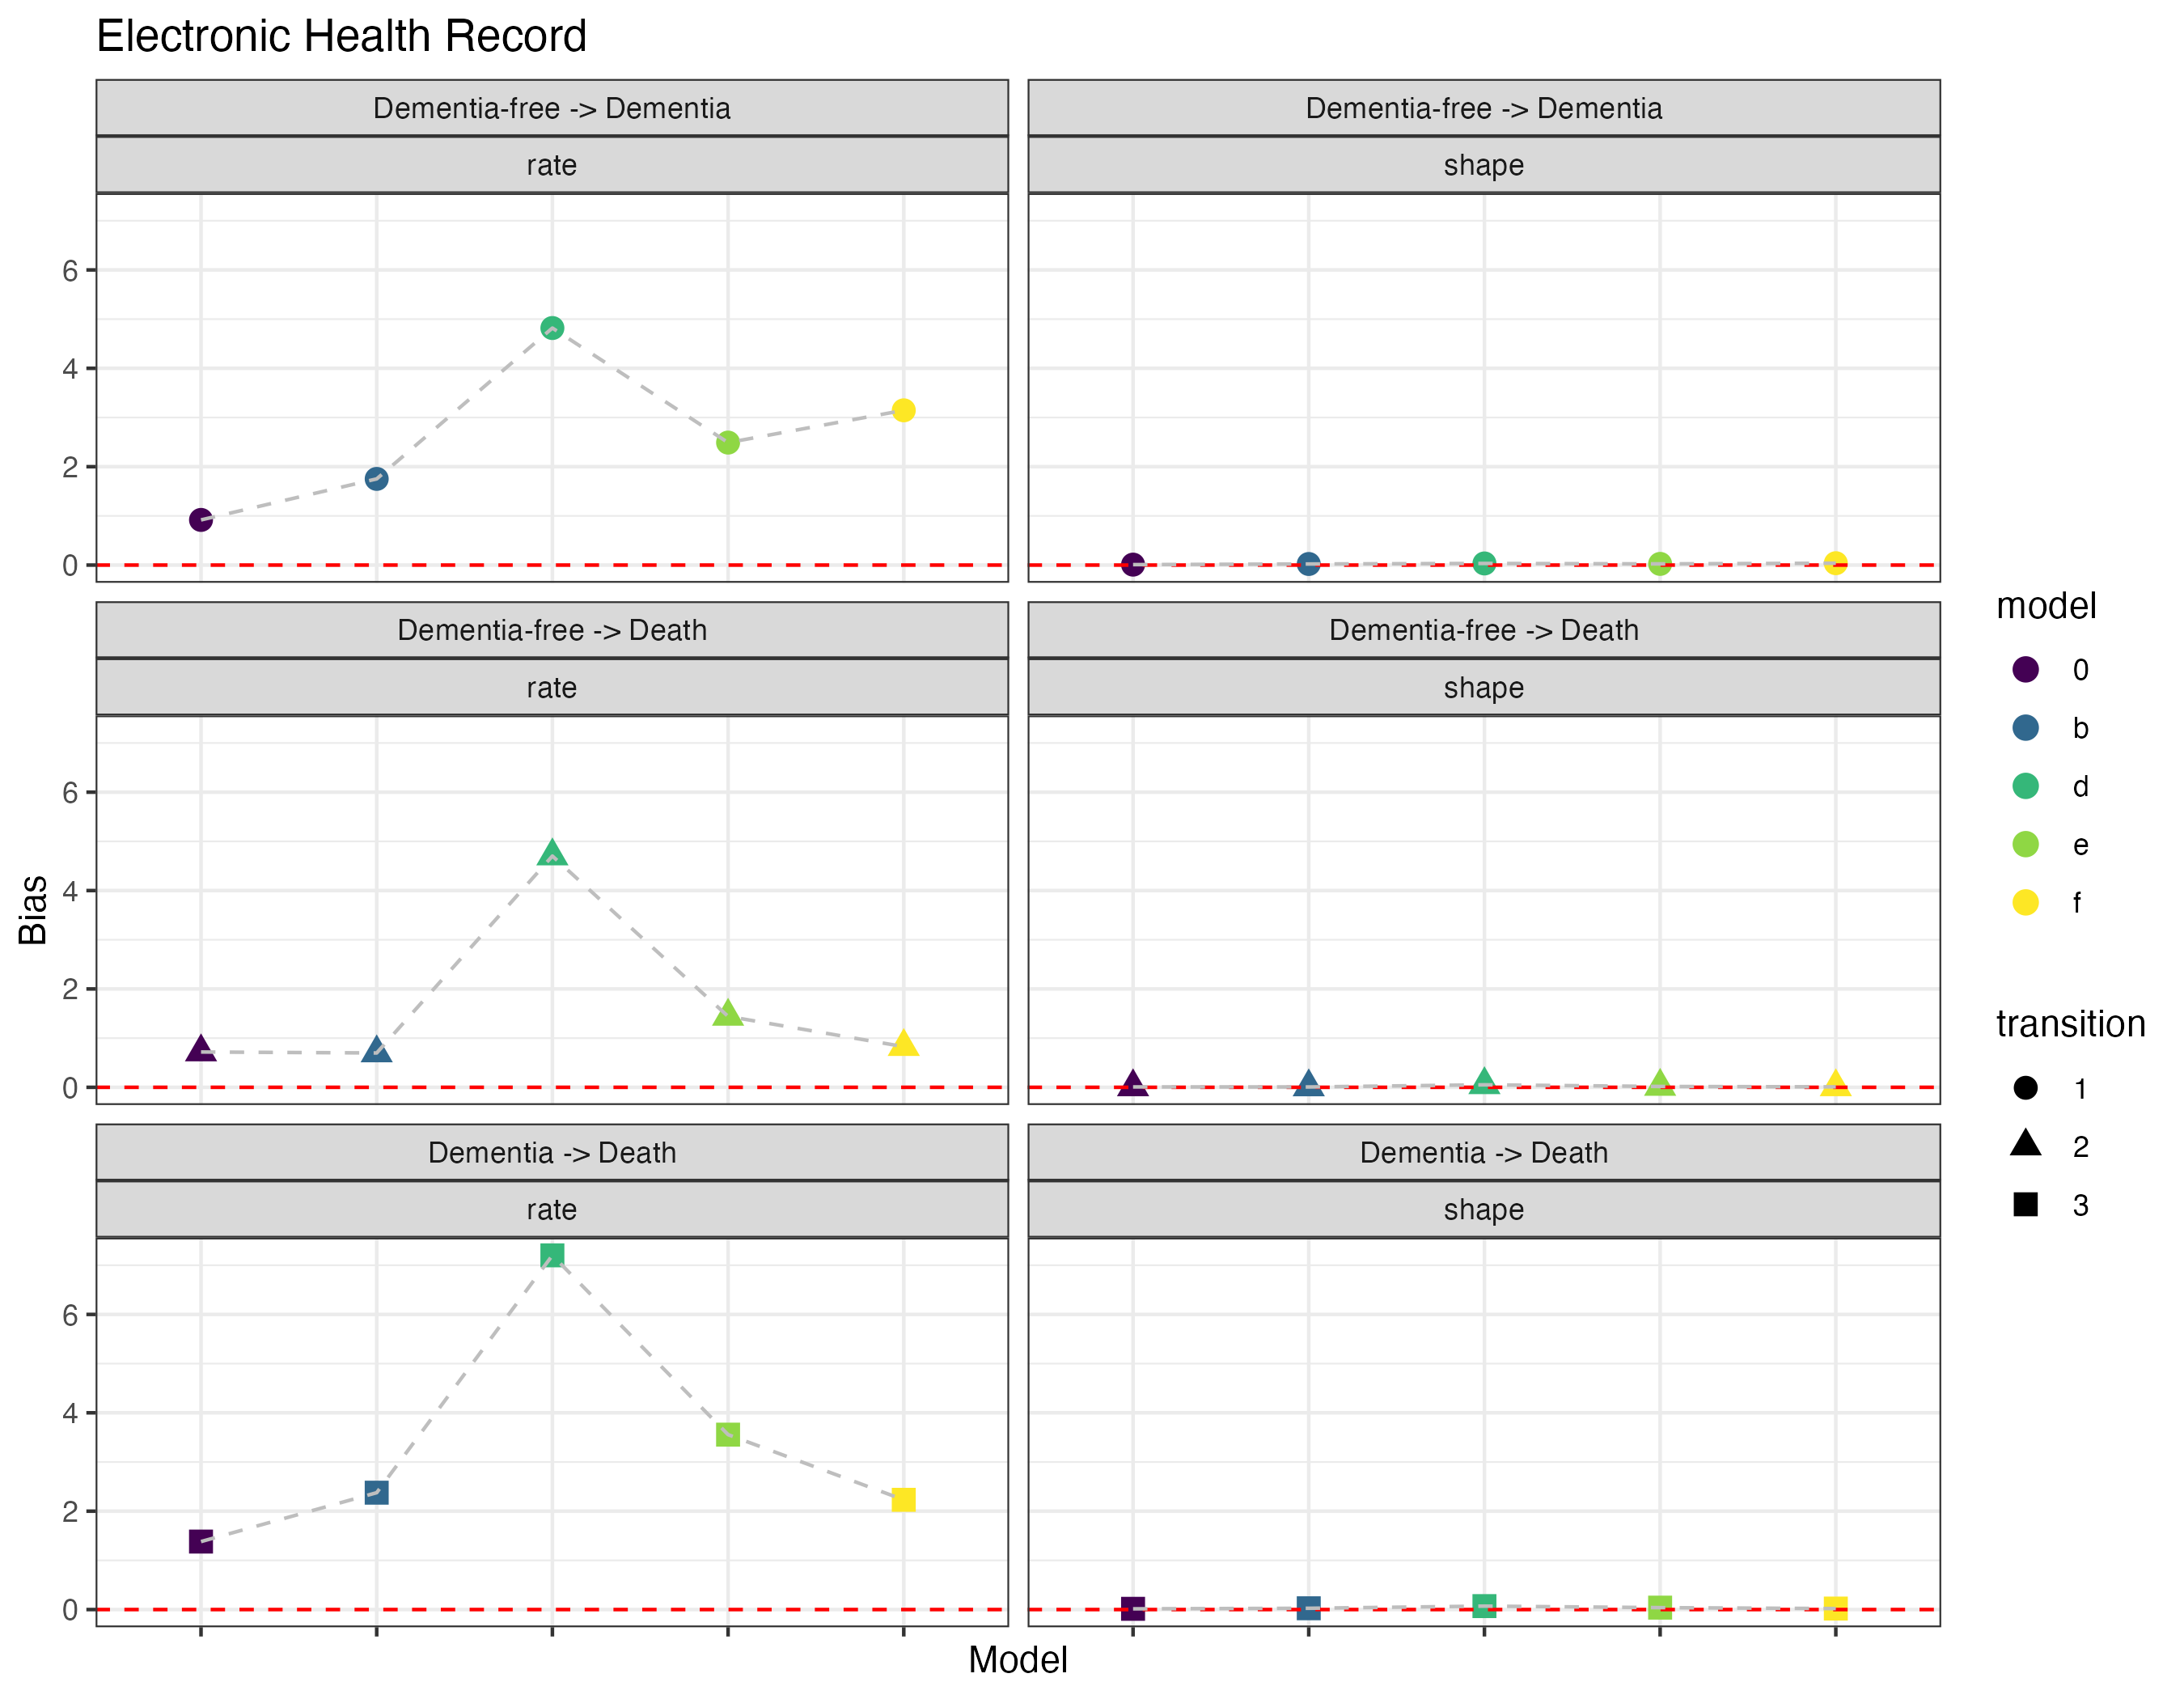 Electronic Health Record
Dementia-free -> Dementia
rate
Dementia-free -> Dementia
shape
6
4
2
0
Dementia-free -> Death
rate
Dementia-free -> Death
shape
6
4
2
0
Bias
Dementia -> Death
rate
Dementia -> Death
shape
6
4
2
0
Model
model
0
b
d
e
f
transition
1
2
3